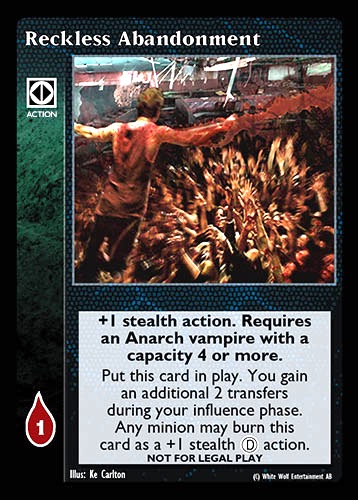 Reckless Abandonment
ACTION
+1 stealth action. Requires
an Anarch vampire with a
capacity 4 or more.
Put this card in play. You gain
an additional 2 transfers
during your influence phase.
Any minion may burn this
card as a +1 stealth Ⓓ action.
NOT FOR LEGAL PLAY
1
Illus: Ke Carlton
(C) White Wolf Entertainment AB